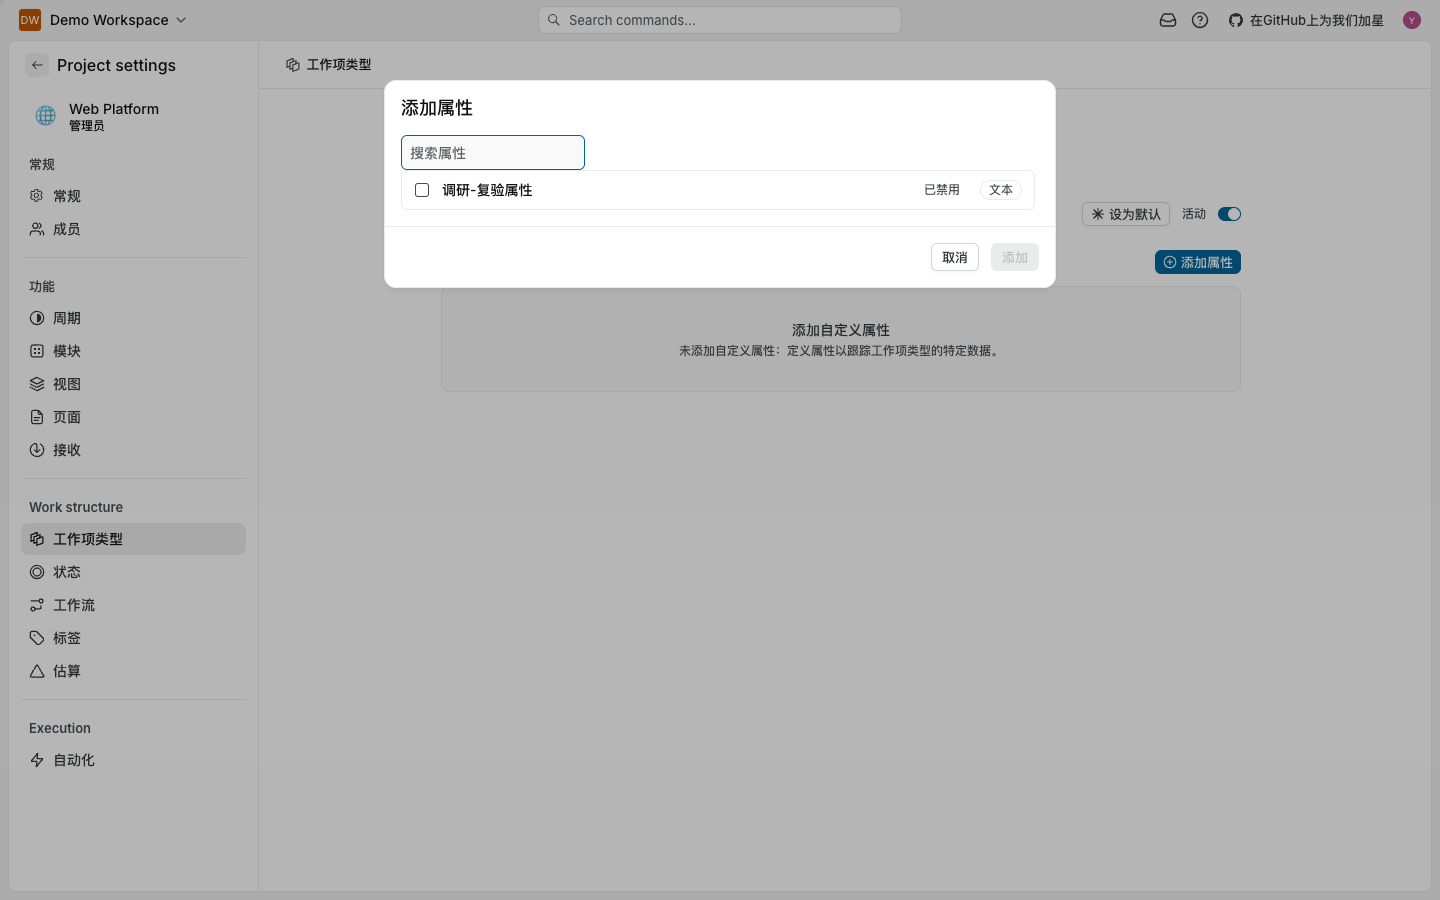 DW Demo Workspace
Search commands...
在GitHub上为我们加星
Y
Project settings
Web Platform
管理员
常规
常规
成员
功能
周期
模块
视图
页面
接收
Work structure
工作项类型
状态
工作流
标签
估算
Execution
自动化
工作项类型
添加属性
搜索属性
调研-复验属性
已禁用
文本
取消
添加
设为默认
活动
添加属性
添加自定义属性
未添加自定义属性：定义属性以跟踪工作项类型的特定数据。